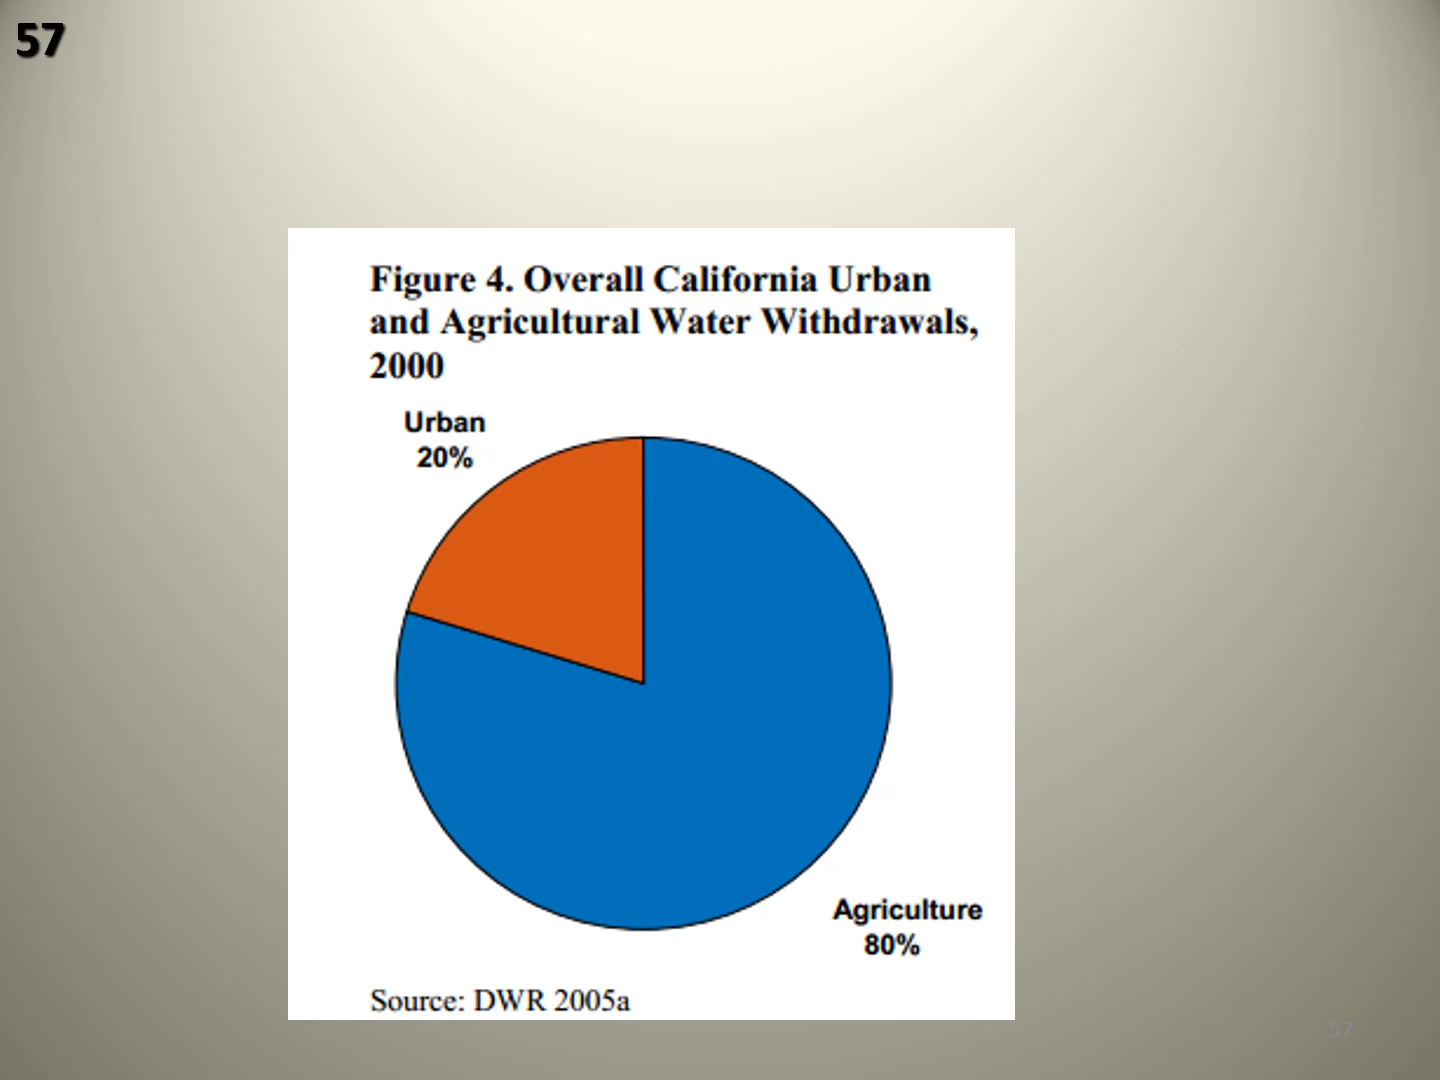 57
Figure 4. Overall California Urban
and Agricultural Water Withdrawals,
2000
Urban
20%
Agriculture
80%
Source: DWR 2005a
57